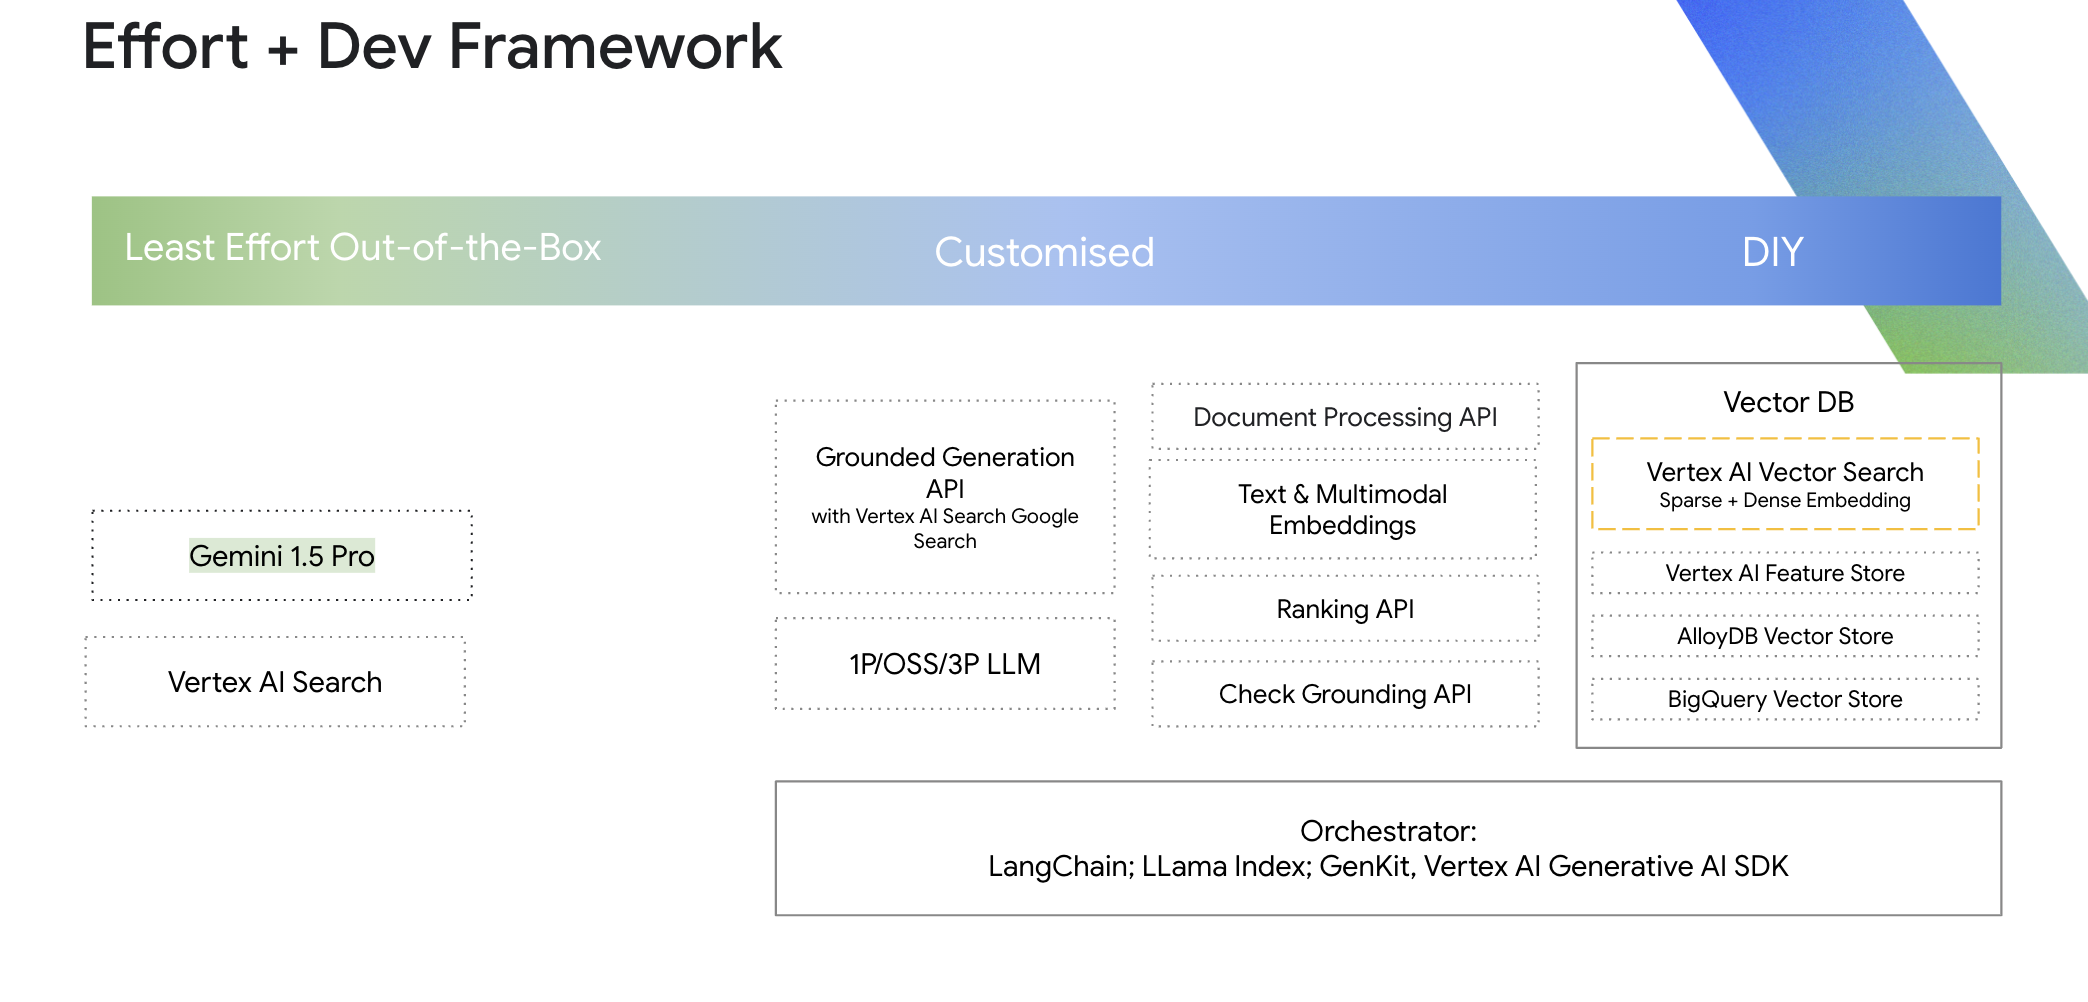 Effort + Dev Framework
Least Effort Out-of-the-Box
Customised
DIY
Gemini 1.5 Pro
Vertex AI Search
Grounded Generation
API
with Vertex AI Search Google
Search
1P/OSS/3P LLM
Document Processing API
Text & Multimodal
Embeddings
Ranking API
Check Grounding API
Vector DB
Vertex AI Vector Search
Sparse + Dense Embedding
Vertex AI Feature Store
AlloyDB Vector Store
BigQuery Vector Store
Orchestrator:
LangChain; LLama Index; GenKit, Vertex AI Generative AI SDK